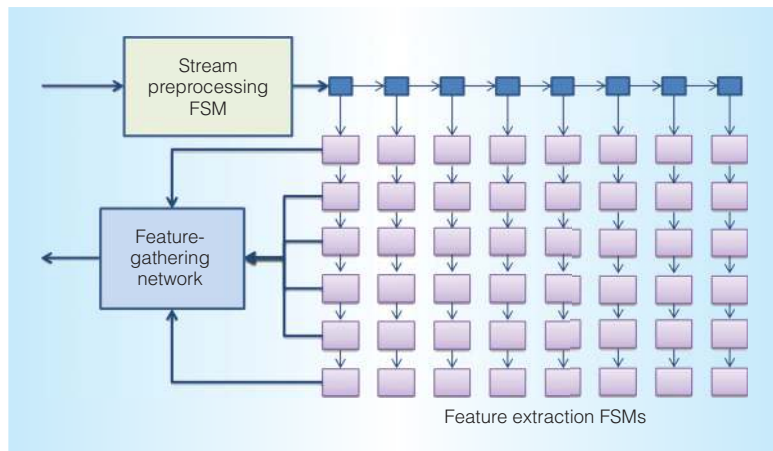 Stream
preprocessing
FSM
Feature-
gathering
network
Feature extraction FSMs